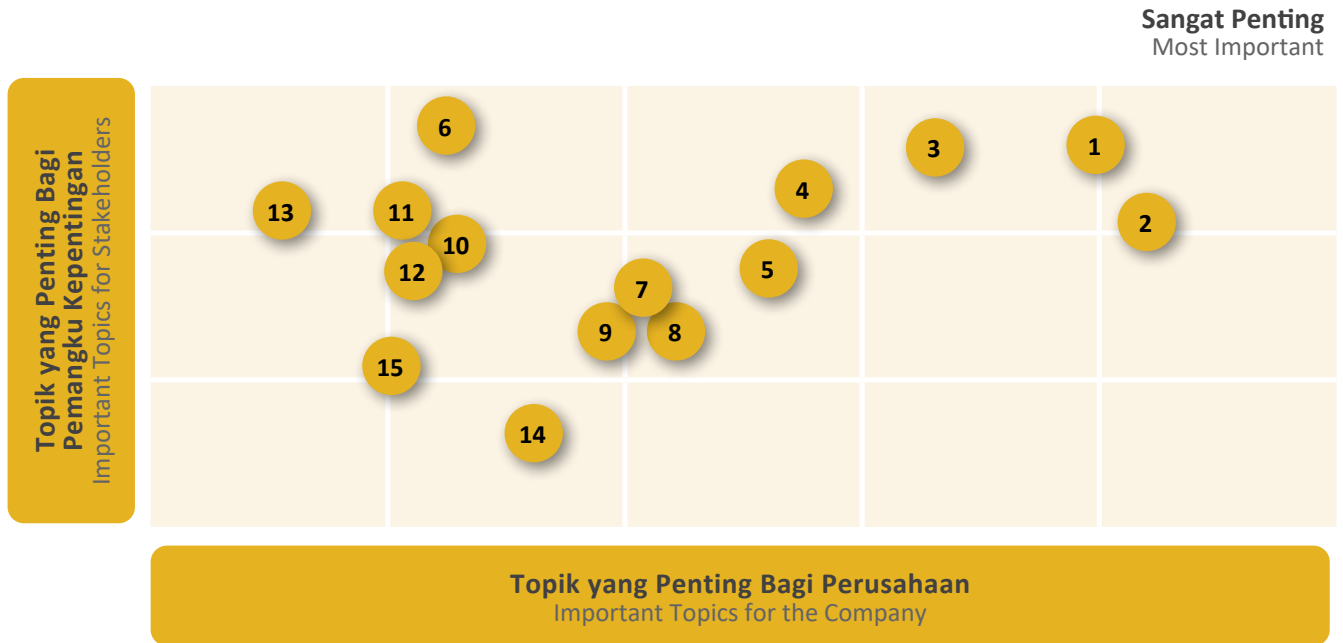 Sangat Penting
Most Important
Topik yang Penting Bagi
Pemangku Kepentingan
Important Topics for Stakeholders
6
3
1
4
13
11
2
10
12
5
7
9
8
15
14
Topik yang Penting Bagi Perusahaan
Important Topics for the Company